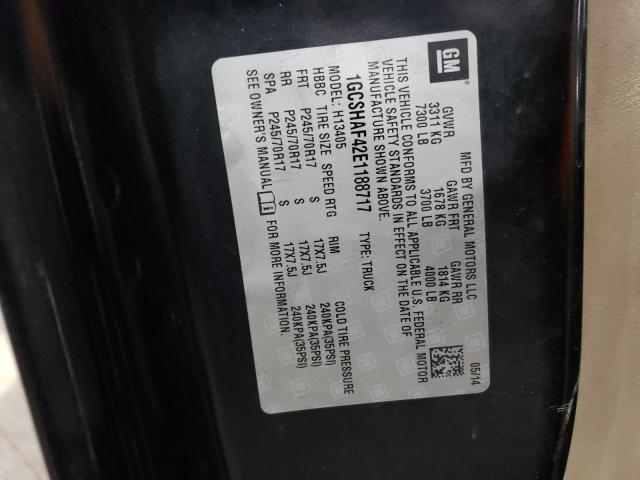 GM
MFD BY GENERAL MOTORS LLC
05/14
GVWR GAWR FRT GAWR RR
3311 KG 1678 KG 1814 KG
7300 LB 3700 LB 4000 LB
THIS VEHICLE CONFORMS TO ALL APPLICABLE U.S. FEDERAL MOTOR
VEHICLE SAFETY STANDARDS IN EFFECT ON THE DATE OF
MANUFACTURE SHOWN ABOVE.
1GCSHAF42E1188717 TYPE: TRUCK
MODEL: H13405
HBBC TIRE SIZE SPEED RTG RIM COLD TIRE PRESSURE
FRT P245/70R17 S 17X7.5J 240KPA(35PSI)
RR P245/70R17 S 17X7.5J 240KPA(35PSI)
SPA P245/70R17 S 17X7.5J 240KPA(35PSI)
SEE OWNER'S MANUAL FOR MORE INFORMATION.